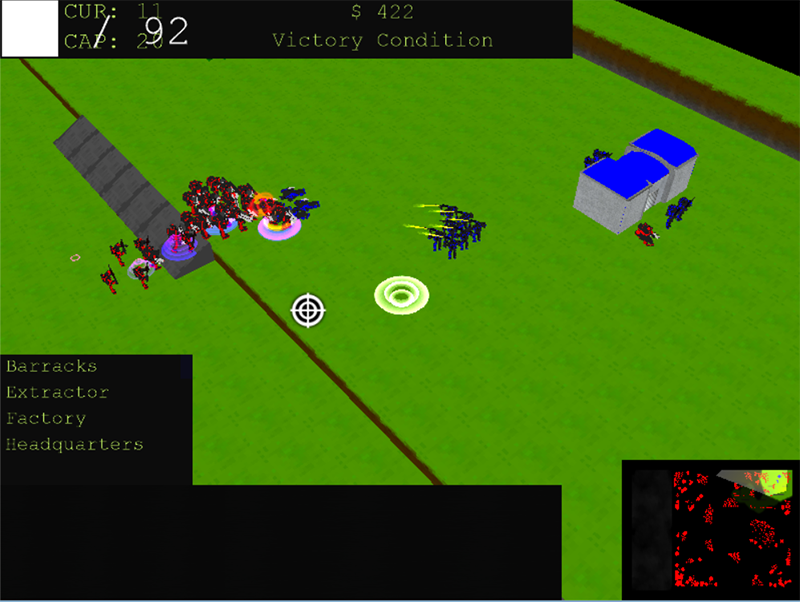 CUR: 11
$ 422
/ 92
CAP: 20
Victory Condition
Barracks
Extractor
Factory
Headquarters